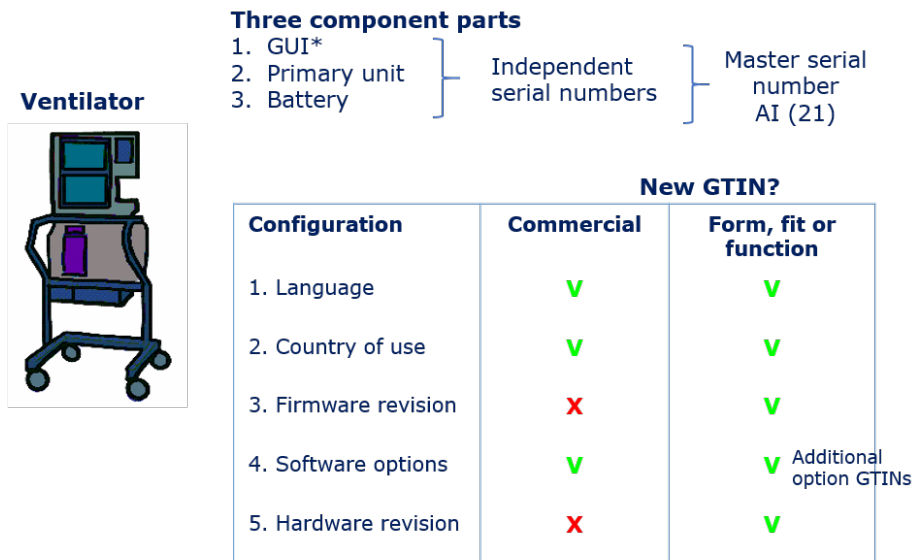 Three component parts
1. GUI*
2. Primary unit
3. Battery
Independent
serial numbers
Master serial
number
AI (21)
Ventilator
New GTIN?
Configuration Commercial Form, fit or
function
1. Language V V
2. Country of use V V
3. Firmware revision X V
4. Software options V V Additional
option GTINs
5. Hardware revision X V